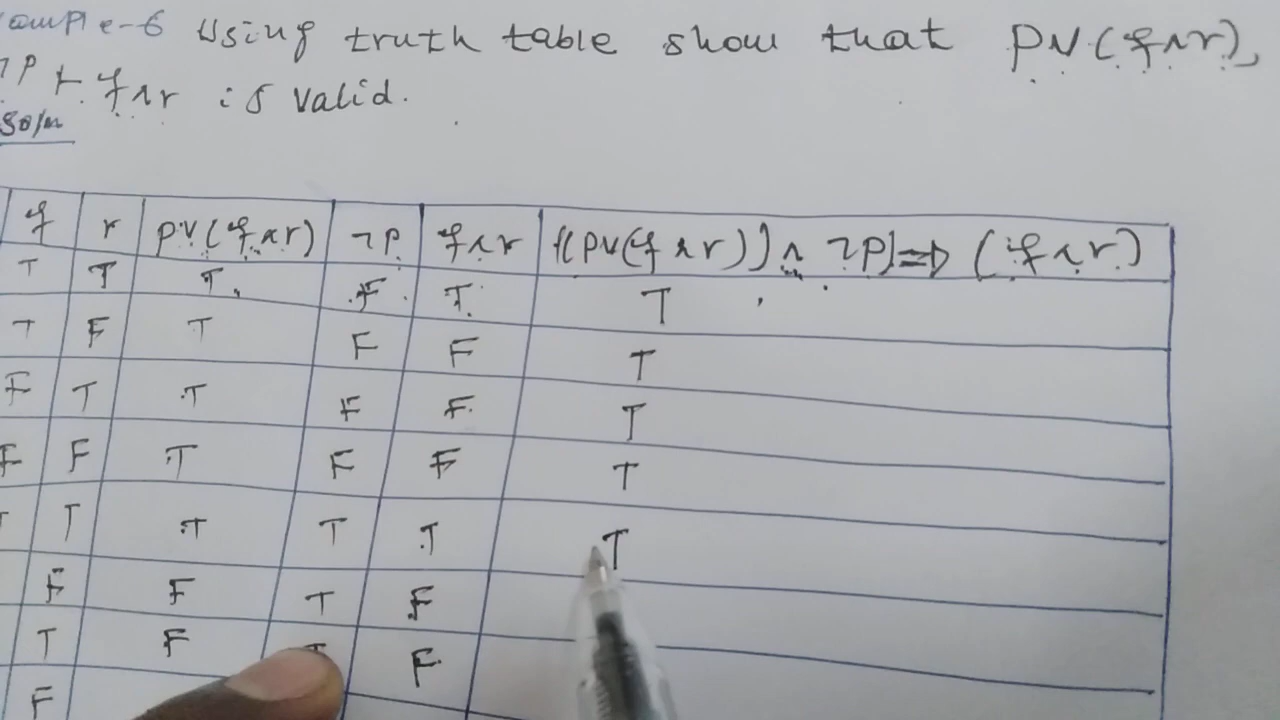 ample-6 Using truth table show that p∨(q∧r),
¬p ⊢ q∧r is valid.
Soln
q r p∨(q∧r) ¬p q∧r [(p∨(q∧r))∧ ¬p]⇒(q∧r)
T T T F T T
T F T F F T
F T T F F T
F F T F F T
T T T T T T
F F T F
T F T F
F